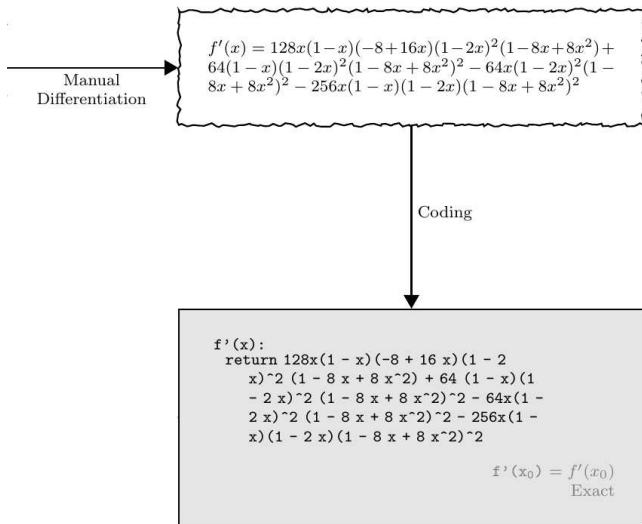 f′(x) = 128x(1−x)(−8+16x)(1−2x)²(1−8x+8x²)+
64(1−x)(1−2x)²(1−8x+8x²)²−64x(1−2x)²(1−
8x+8x²)²−256x(1−x)(1−2x)(1−8x+8x²)²
Manual
Differentiation
Coding
f'(x):
return 128x(1 - x)(-8 + 16 x)(1 - 2
x)^2 (1 - 8 x + 8 x^2) + 64 (1 - x)(1
- 2 x)^2 (1 - 8 x + 8 x^2)^2 - 64x(1 -
2 x)^2 (1 - 8 x + 8 x^2)^2 - 256x(1 -
x)(1 - 2 x)(1 - 8 x + 8 x^2)^2
f'(x₀) = f′(x₀)
Exact